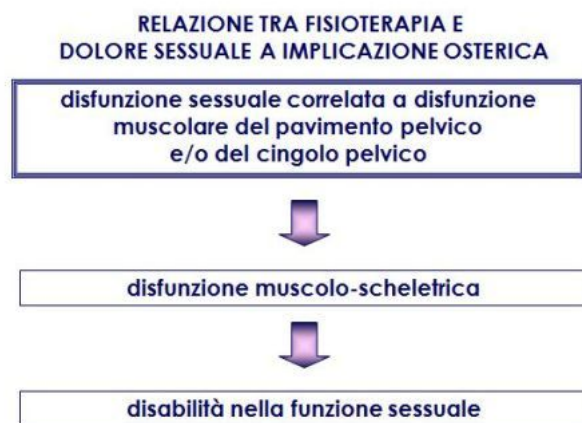 RELAZIONE TRA FISIOTERAPIA E
DOLORE SESSUALE A IMPLICAZIONE OSTERICA
disfunzione sessuale correlata a disfunzione
muscolare del pavimento pelvico
e/o del cingolo pelvico
disfunzione muscolo-scheletrica
disabilità nella funzione sessuale